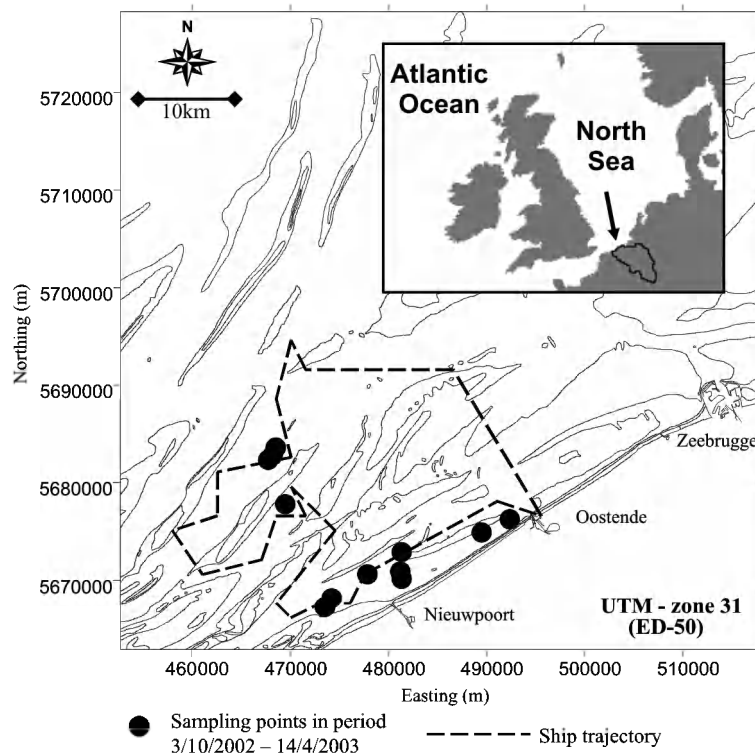 N
10km
Atlantic
Ocean
North
Sea
5720000
5710000
5700000
5690000
5680000
5670000
Northing (m)
Zeebrugge
Oostende
Nieuwpoort
UTM - zone 31
(ED-50)
460000
470000
480000
490000
500000
510000
Easting (m)
Sampling points in period
3/10/2002 – 14/4/2003
Ship trajectory